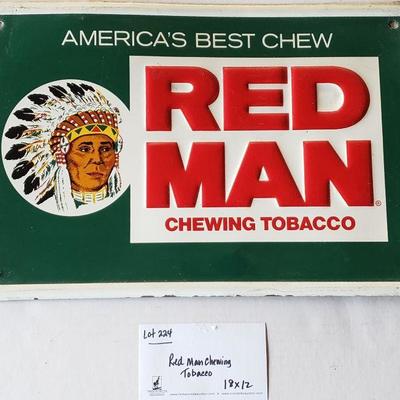 AMERICA'S BEST CHEW
RED
MAN®
CHEWING TOBACCO
Lot 224
Red Man Chewing
Tobacco
18x12